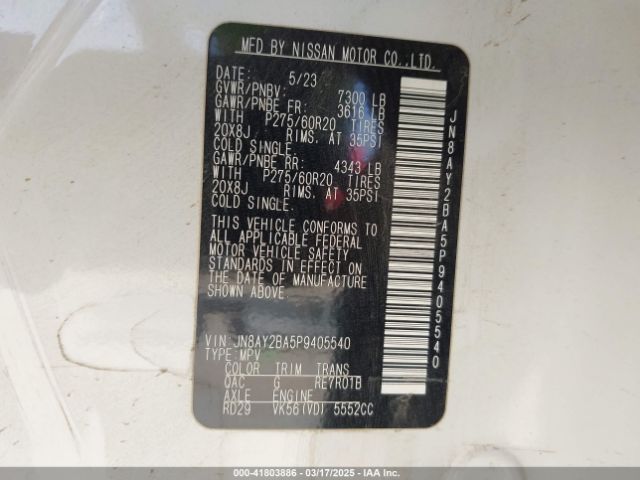 MFD BY NISSAN MOTOR CO.,LTD.
DATE: 5/23
GVWR/PNBV: 7300 LB
GAWR/PNBE FR: 3616 LB
WITH P275/60R20 TIRES
20X8J RIMS. AT 35PSI
COLD SINGLE.
GAWR/PNBE RR: 4343 LB
WITH P275/60R20 TIRES
20X8J RIMS. AT 35PSI
COLD SINGLE.
THIS VEHICLE CONFORMS TO
ALL APPLICABLE FEDERAL
MOTOR VEHICLE SAFETY
STANDARDS IN EFFECT ON
THE DATE OF MANUFACTURE
SHOWN ABOVE.
VIN: JN8AY2BA5P9405540
TYPE: MPV
COLOR TRIM TRANS
QAC G RE7R01B
AXLE ENGINE
RD29 VK56(VD) 5552CC
JN8AY2BA5P9405540
000-41803886 - 03/17/2025 - IAA Inc.